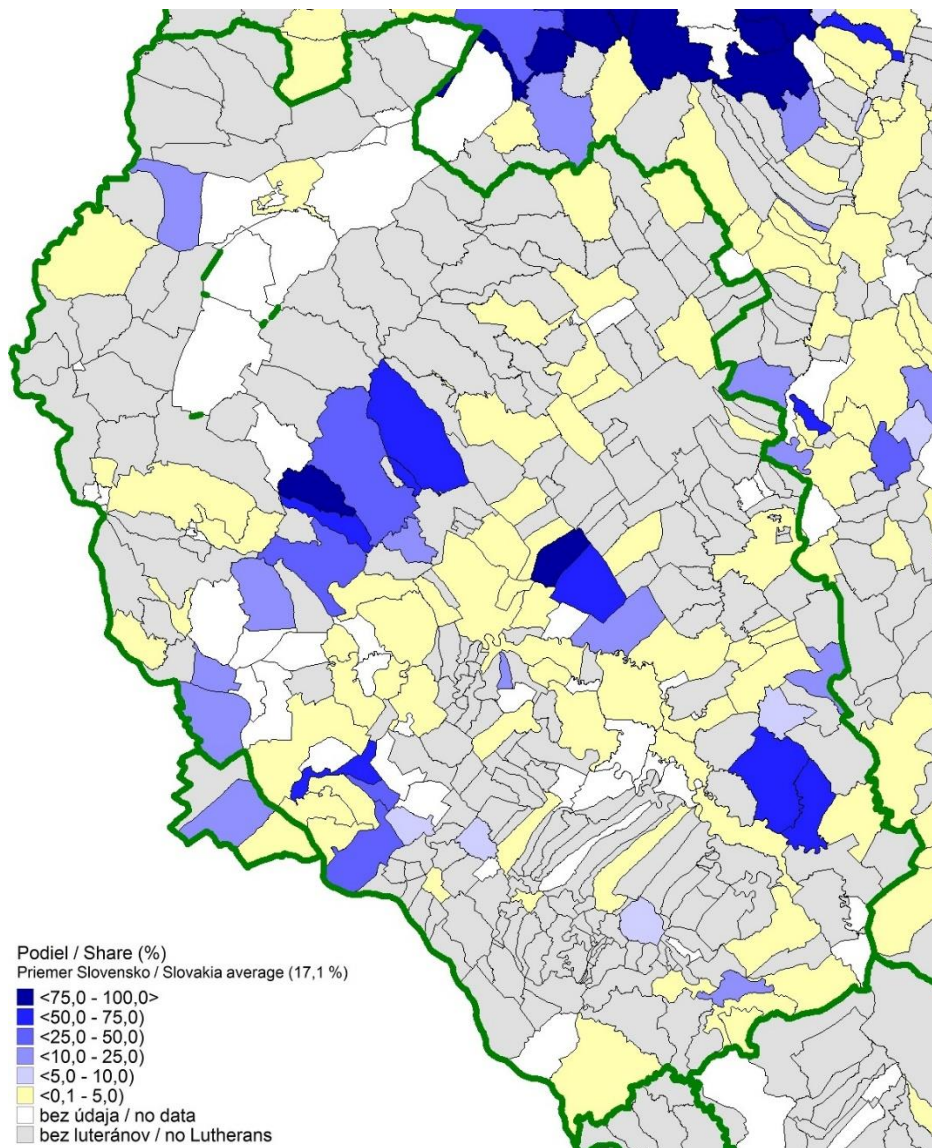 Podiel / Share (%)
Priemer Slovensko / Slovakia average (17,1 %)
<75,0 - 100,0>
<50,0 - 75,0)
<25,0 - 50,0)
<10,0 - 25,0)
<5,0 - 10,0)
<0,1 - 5,0)
bez údaja / no data
bez luteránov / no Lutherans